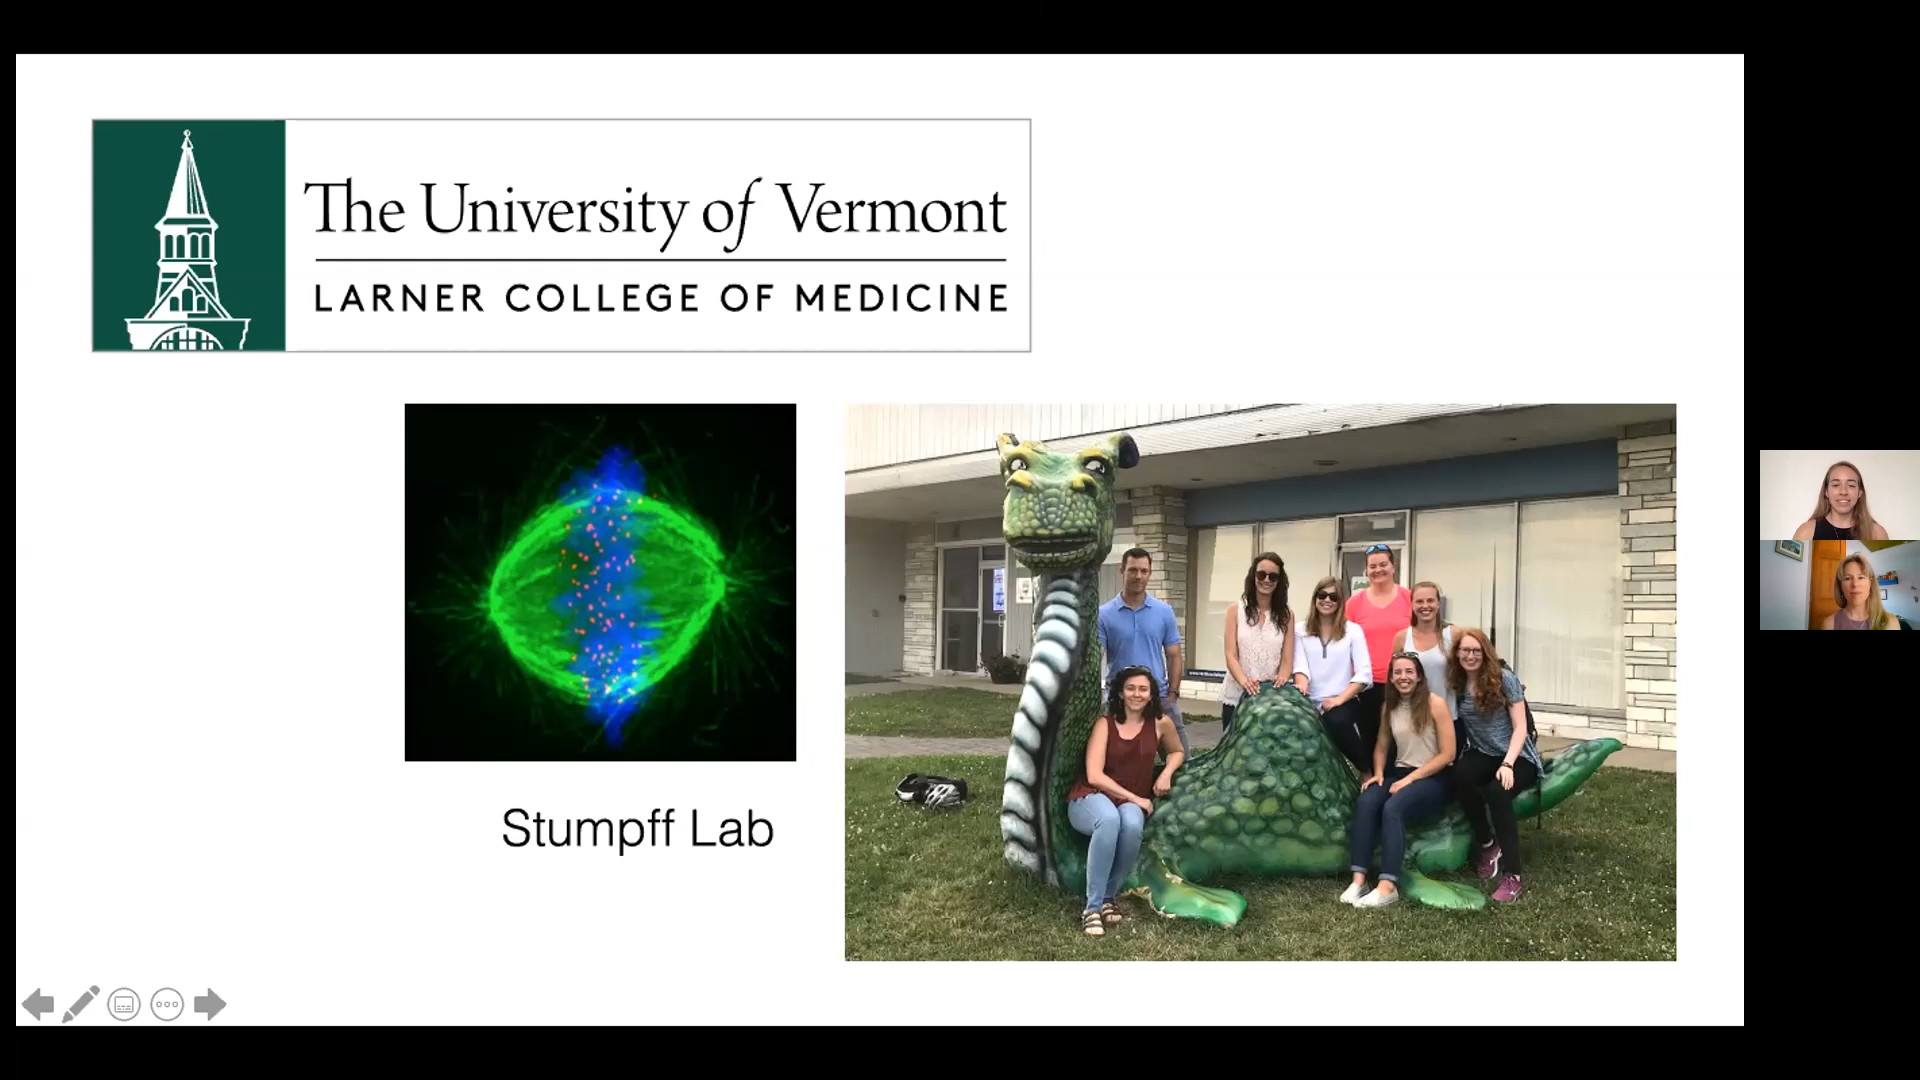 The University of Vermont
LARNER COLLEGE OF MEDICINE
Stumpff Lab